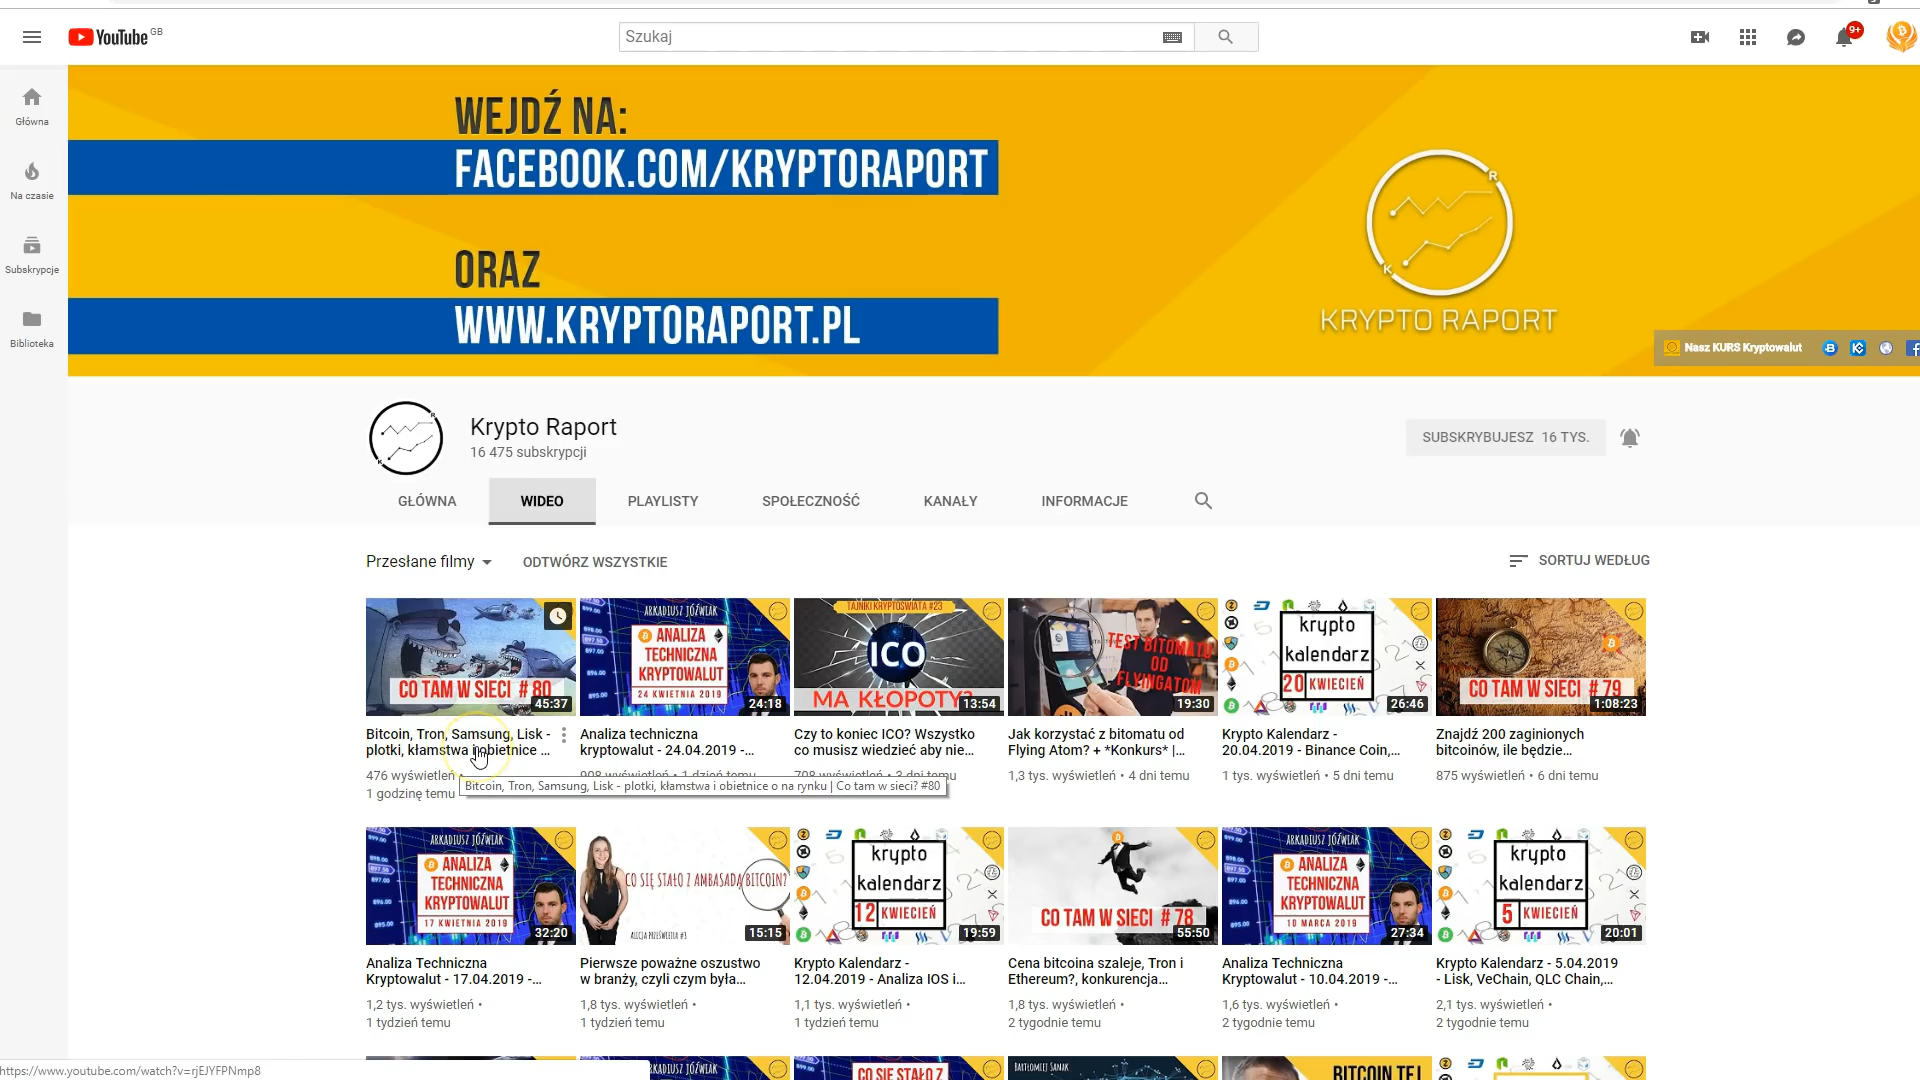 YouTube GB
Szukaj
9+
Główna
Na czasie
Subskrypcje
Biblioteka
WEJDŹ NA:
FACEBOOK.COM/KRYPTORAPORT
ORAZ
WWW.KRYPTORAPORT.PL
R
K
KRYPTO RAPORT
Nasz KURS Kryptowalut
Krypto Raport
16 475 subskrypcji
SUBSKRYBUJESZ 16 TYS.
GŁÓWNA
WIDEO
PLAYLISTY
SPOŁECZNOŚĆ
KANAŁY
INFORMACJE
Przesłane filmy
ODTWÓRZ WSZYSTKIE
SORTUJ WEDŁUG
CO TAM W SIECI # 80
45:37
Bitcoin, Tron, Samsung, Lisk -
plotki, kłamstwa i obietnice ...
476 wyświetleń
1 godzinę temu
ARKADIUSZ JÓŹWIAK
ANALIZA
TECHNICZNA
KRYPTOWALUT
24 KWIETNIA 2019
24:18
Analiza techniczna
kryptowalut - 24.04.2019 -...
908 wyświetleń • 1 dzień temu
TAJNIKI KRYPTOŚWIATA #23
ICO
MA KŁOPOTY?
13:54
Czy to koniec ICO? Wszystko
co musisz wiedzieć aby nie...
708 wyświetleń • 3 dni temu
TEST BITOMATU
OD
FLYINGATOM
19:30
Jak korzystać z bitomatu od
Flying Atom? + *Konkurs* |...
1,3 tys. wyświetleń • 4 dni temu
krypto
kalendarz
20 KWIECIEŃ
26:46
Krypto Kalendarz -
20.04.2019 - Binance Coin,...
1 tys. wyświetleń • 5 dni temu
CO TAM W SIECI # 79
1:08:23
Znajdź 200 zaginionych
bitcoinów, ile będzie...
875 wyświetleń • 6 dni temu
Bitcoin, Tron, Samsung, Lisk - plotki, kłamstwa i obietnice o na rynku | Co tam w sieci? #80
ARKADIUSZ JÓŹWIAK
ANALIZA
TECHNICZNA
KRYPTOWALUT
17 KWIETNIA 2019
32:20
Analiza Techniczna
Kryptowalut - 17.04.2019 -...
1,2 tys. wyświetleń •
1 tydzień temu
CO SIĘ STAŁO Z AMBASADĄ BITCOIN?
ALICJA PRZEŚWIETLA #3
15:15
Pierwsze poważne oszustwo
w branży, czyli czym była...
1,8 tys. wyświetleń •
1 tydzień temu
krypto
kalendarz
12 KWIECIEŃ
19:59
Krypto Kalendarz -
12.04.2019 - Analiza IOS i...
1,1 tys. wyświetleń •
1 tydzień temu
CO TAM W SIECI # 78
55:50
Cena bitcoina szaleje, Tron i
Ethereum?, konkurencja...
1,8 tys. wyświetleń •
2 tygodnie temu
ARKADIUSZ JÓŹWIAK
ANALIZA
TECHNICZNA
KRYPTOWALUT
10 MARCA 2019
27:34
Analiza Techniczna
Kryptowalut - 10.04.2019 -...
1,6 tys. wyświetleń •
2 tygodnie temu
krypto
kalendarz
5 KWIECIEŃ
20:01
Krypto Kalendarz - 5.04.2019
- Lisk, VeChain, QLC Chain,...
2,1 tys. wyświetleń •
2 tygodnie temu
https://www.youtube.com/watch?v=rjEJYFPNmp8
JÓŹWIAK
CO SIĘ STAŁO Z
BARTŁOMIEJ SANAK
BITCOIN TEJ